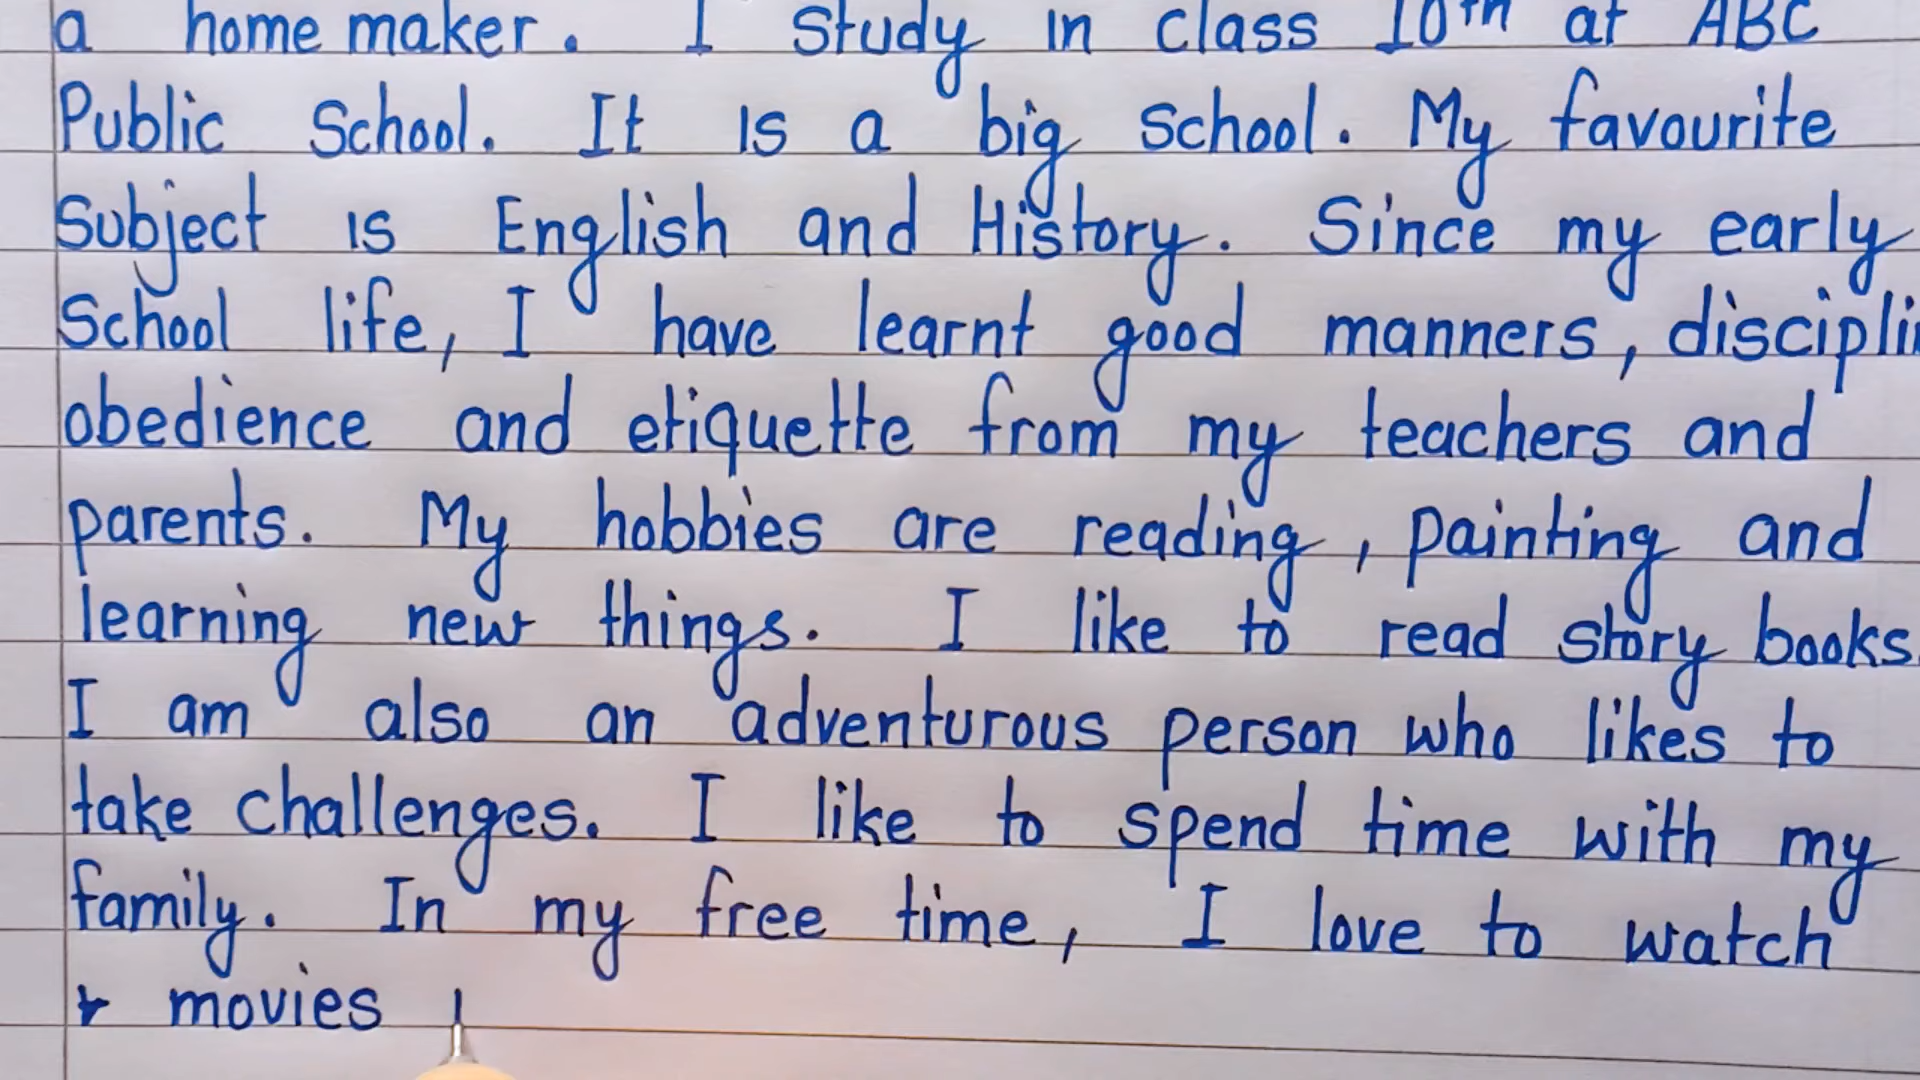 a home maker. I study in class 10th at ABC
Public School. It is a big school. My favourite
Subject is English and History. Since my early
School life, I have learnt good manners, discipli
obedience and etiquette from my teachers and
parents. My hobbies are reading, painting and
learning new things. I like to read story books.
I am also an adventurous person who likes to
take challenges. I like to spend time with my
family. In my free time, I love to watch
movies